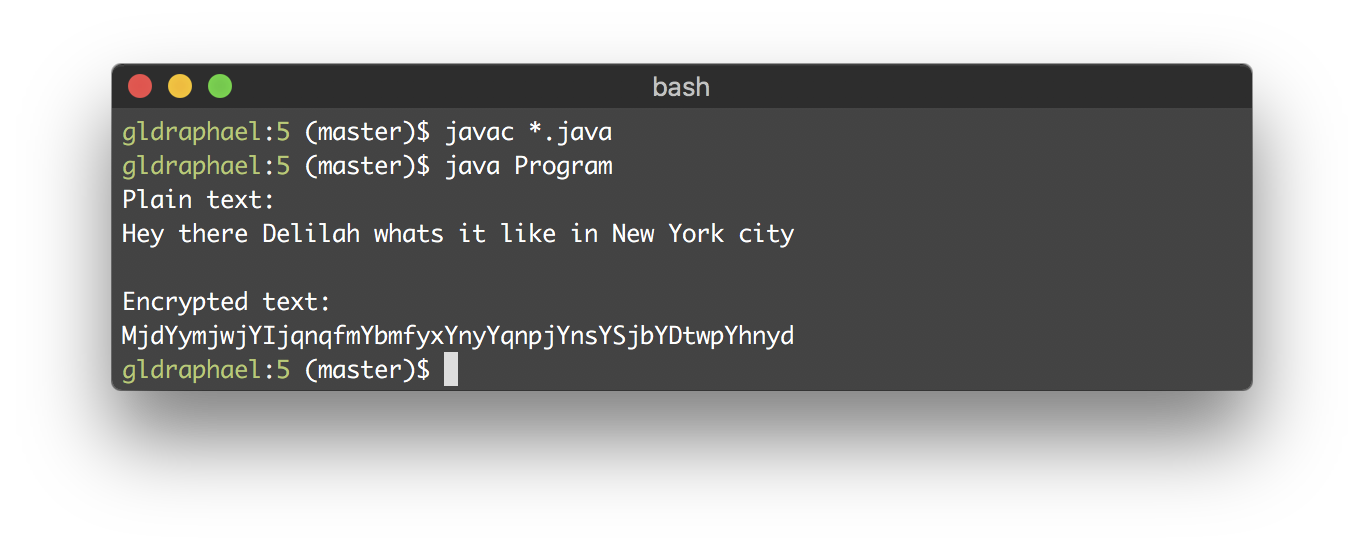 bash
gldraphael:5 (master)$ javac *.java
gldraphael:5 (master)$ java Program
Plain text:
Hey there Delilah whats it like in New York city
Encrypted text:
MjdYymjwjYIjqnqfmYbmfyxYnyYqnpjYnsYSjbYDtwpYhnyd
gldraphael:5 (master)$